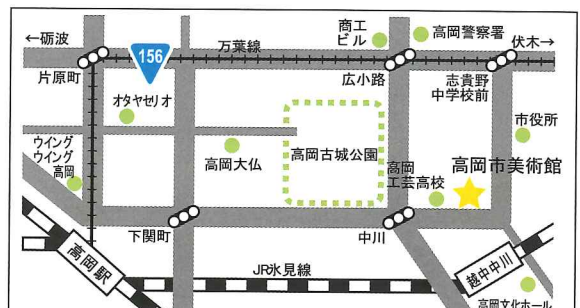 ←砺波
商工
ビル
高岡警察署
伏木→
156
万葉線
片原町
広小路
志貴野
中学校前
オタヤセリオ
市役所
ウイング
ウイング
高岡
高岡大仏
高岡古城公園
高岡
工芸高校
高岡市美術館
下関町
中川
高岡駅
JR氷見線
越中中川
高岡文化ホール